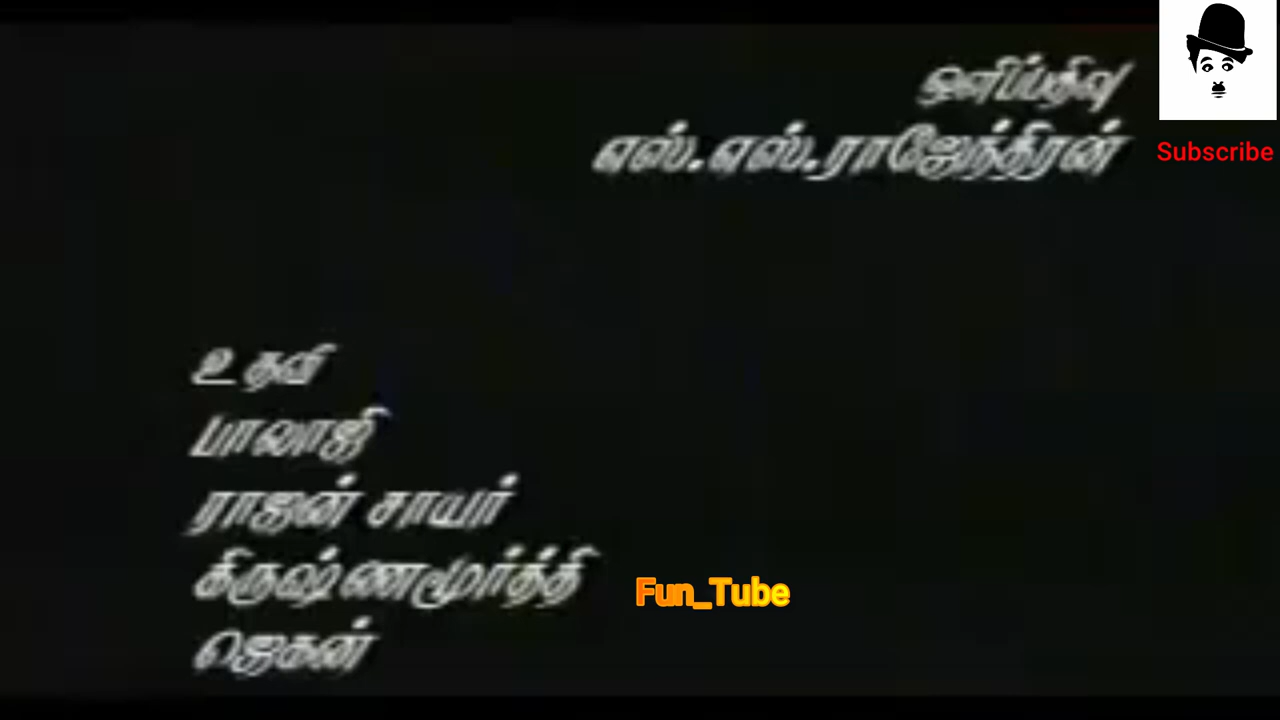 ஒளிப்பதிவு
எஸ்.எஸ்.ராஜேந்திரன்
Subscribe
உதவி
பாலாஜி
ராஜன் சாயர்
கிருஷ்ணமூர்த்தி
ஜெகன்
Fun_Tube